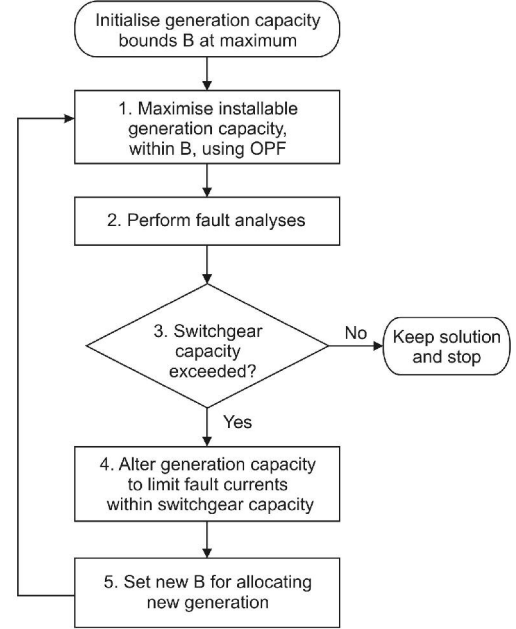 Initialise generation capacity
bounds B at maximum
1. Maximise installable
generation capacity,
within B, using OPF
2. Perform fault analyses
3. Switchgear
capacity
exceeded?
No
Keep solution
and stop
Yes
4. Alter generation capacity
to limit fault currents
within switchgear capacity
5. Set new B for allocating
new generation